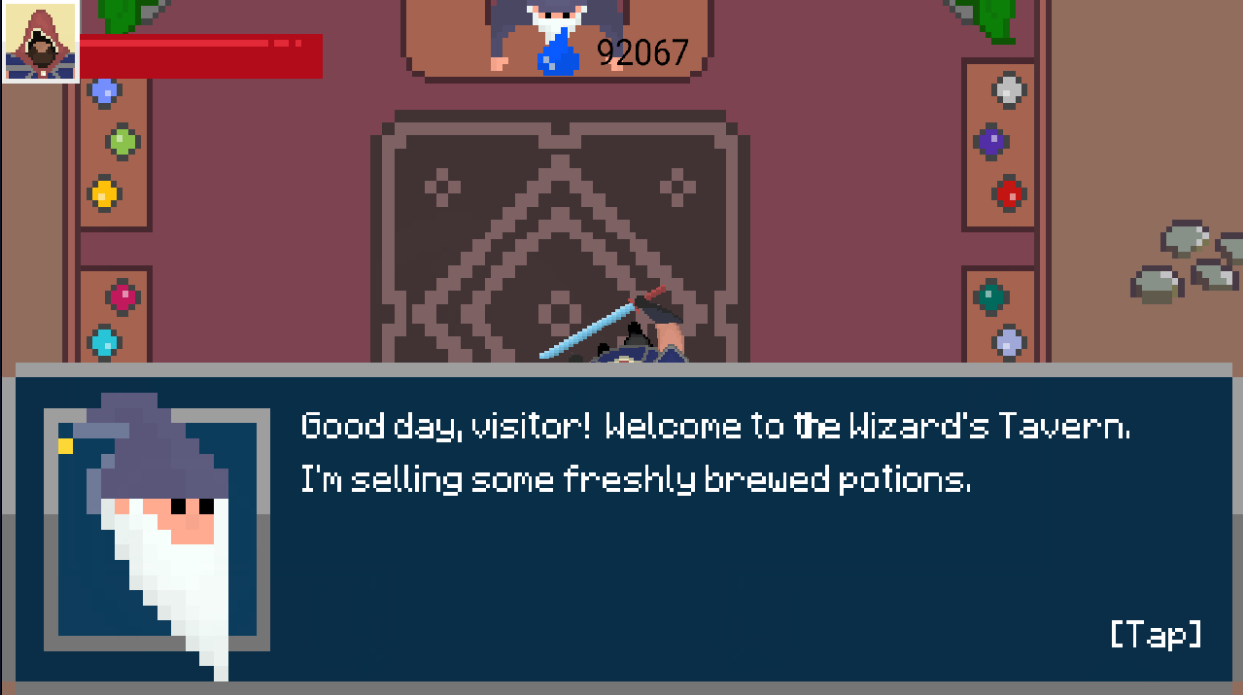 92067
Good day, visitor! Welcome to the Wizard's Tavern.
I'm selling some freshly brewed potions.
[Tap]